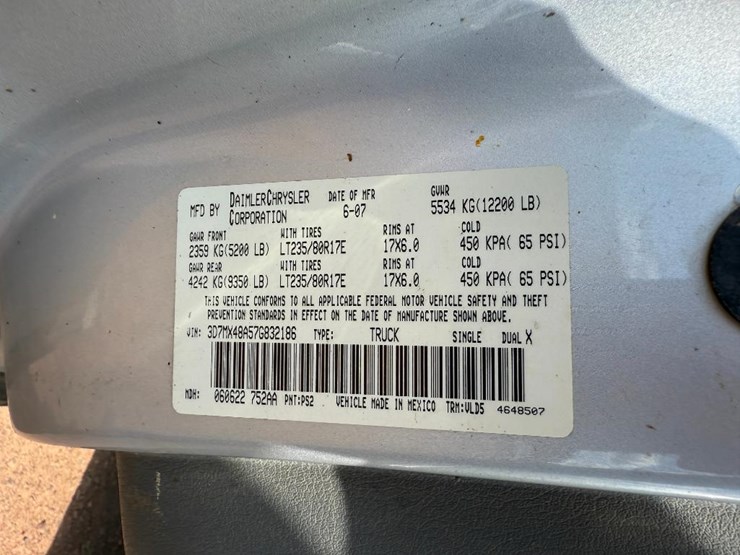 MFD BY DAIMLERCHRYSLER CORPORATION DATE OF MFR 6-07 GVWR 5534 KG(12200 LB)
GAWR FRONT WITH TIRES RIMS AT COLD
2359 KG(5200 LB) LT235/80R17E 17X6.0 450 KPA( 65 PSI)
GAWR REAR WITH TIRES RIMS AT COLD
4242 KG(9350 LB) LT235/80R17E 17X6.0 450 KPA( 65 PSI)
THIS VEHICLE CONFORMS TO ALL APPLICABLE FEDERAL MOTOR VEHICLE SAFETY AND THEFT
PREVENTION STANDARDS IN EFFECT ON THE DATE OF MANUFACTURE SHOWN ABOVE.
VIN: 3D7MX48A57G832186 TYPE: TRUCK SINGLE DUAL X
MDH: 060622 752AA PNT:PS2 VEHICLE MADE IN MEXICO TRM:VLD5 4648507